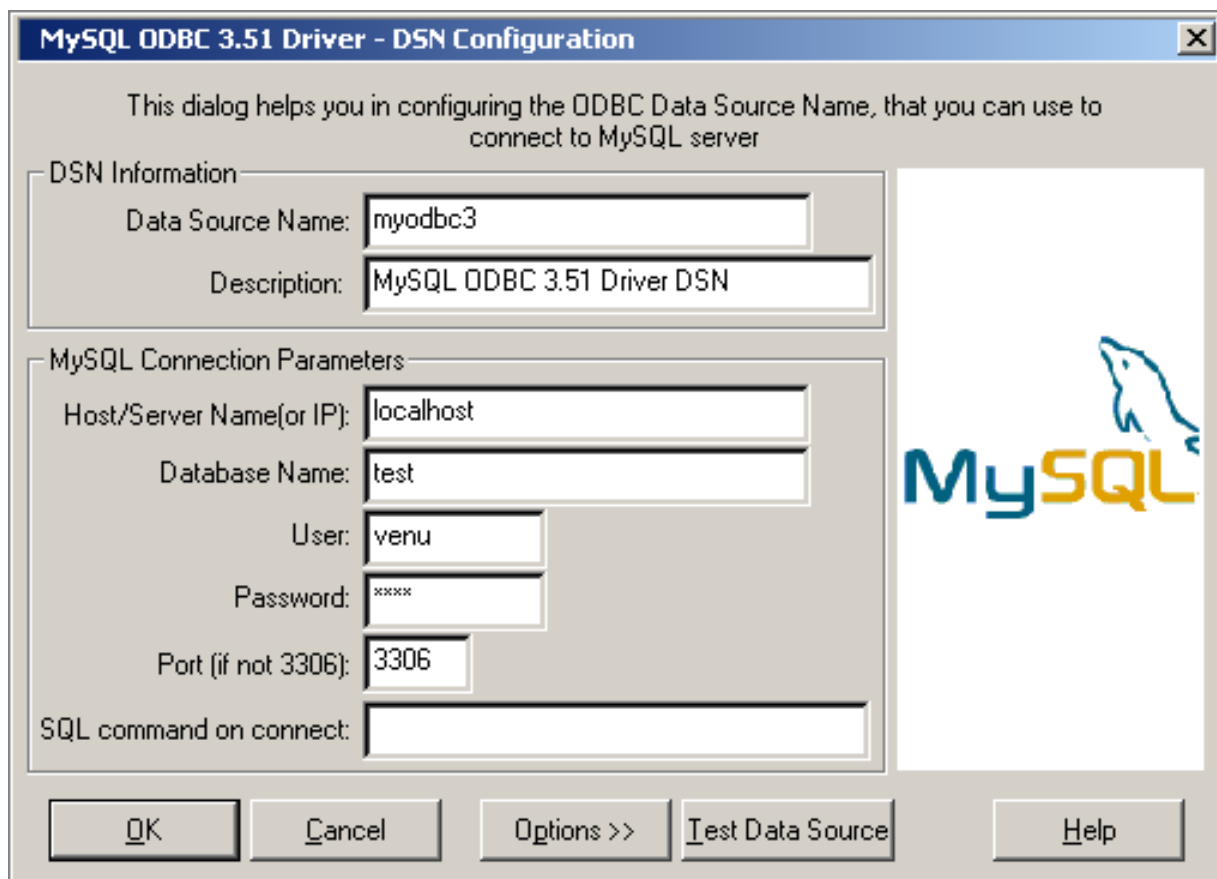 MySQL ODBC 3.51 Driver - DSN Configuration
This dialog helps you in configuring the ODBC Data Source Name, that you can use to
connect to MySQL server
DSN Information
Data Source Name: myodbc3
Description: MySQL ODBC 3.51 Driver DSN
MySQL Connection Parameters
Host/Server Name(or IP): localhost
Database Name: test
User: venu
Password: ****
Port (if not 3306): 3306
SQL command on connect:
MySQL
OK Cancel Options >> Test Data Source Help